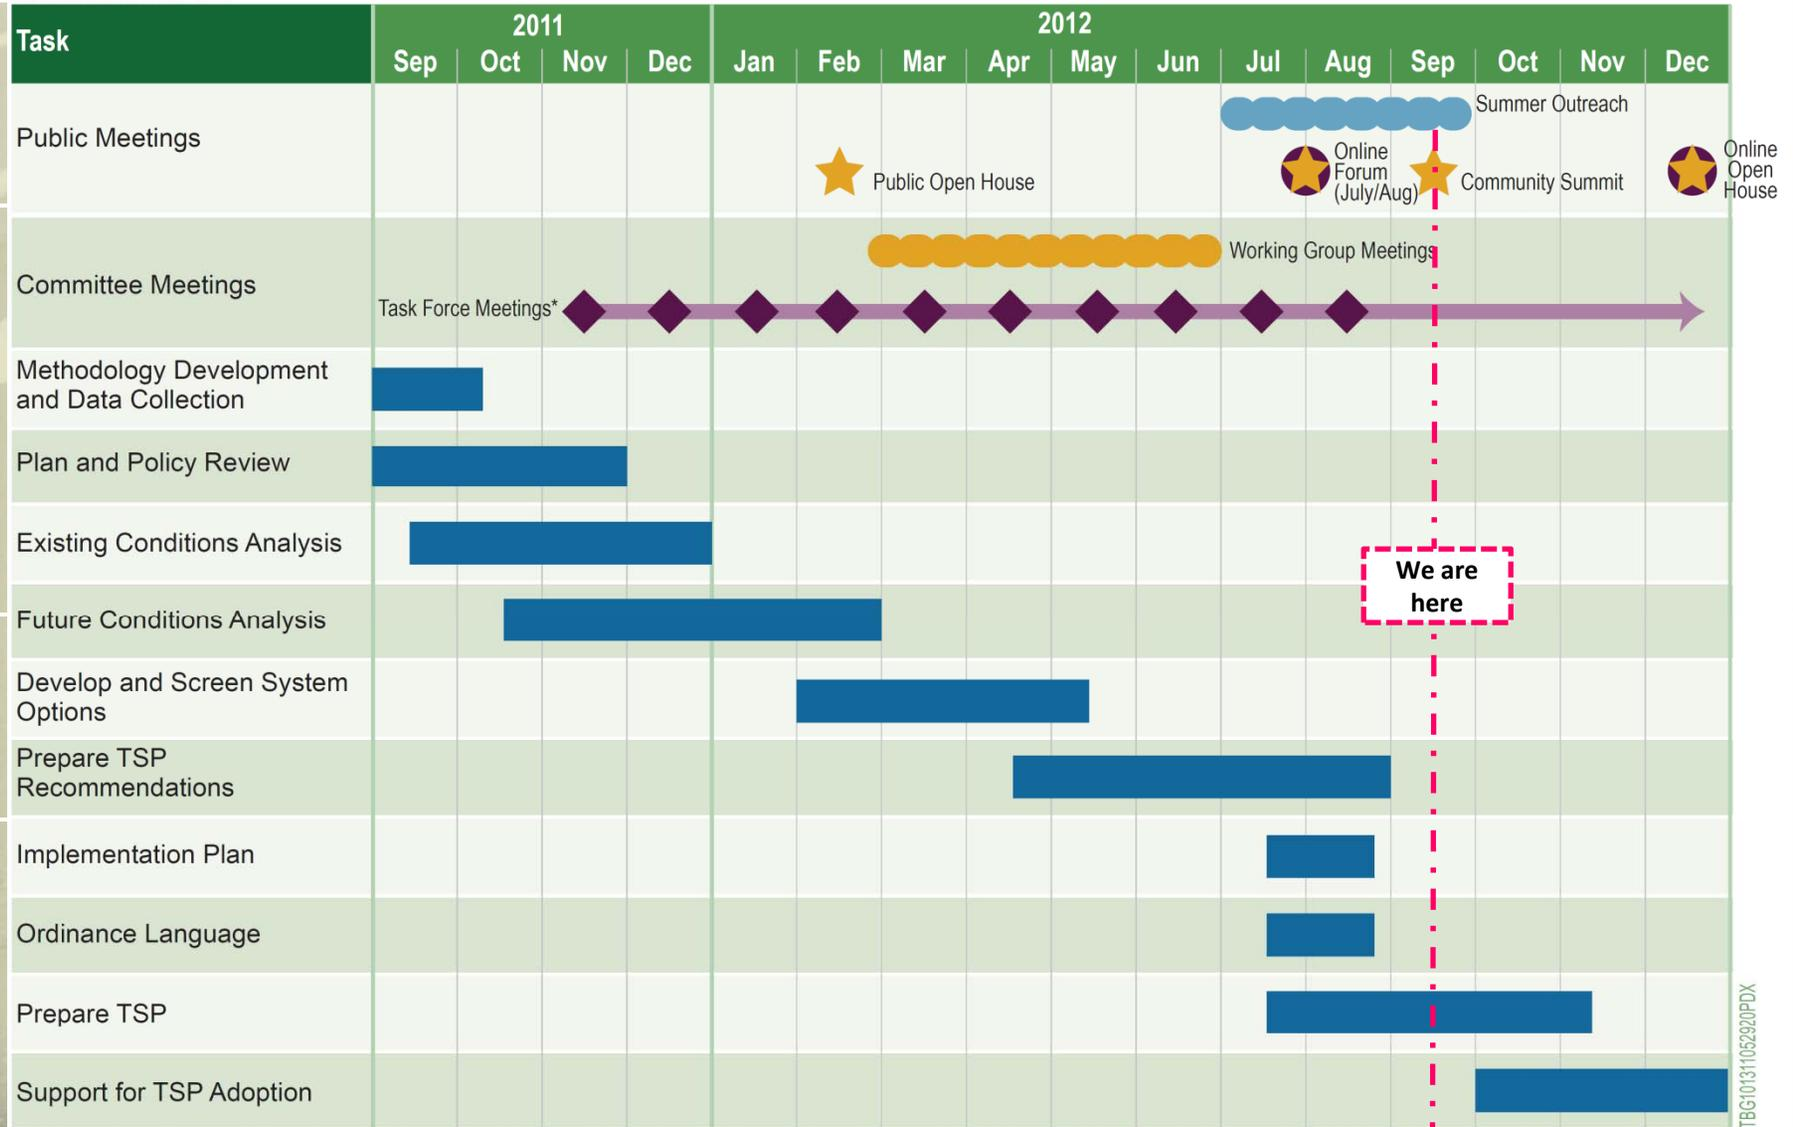 Task
2011
2012
Sep Oct Nov Dec Jan Feb Mar Apr May Jun Jul Aug Sep Oct Nov Dec
Public Meetings
Summer Outreach
Public Open House
Online
Forum
(July/Aug)
Community Summit
Online
Open
House
Committee Meetings
Working Group Meetings
Task Force Meetings*
Methodology Development
and Data Collection
Plan and Policy Review
Existing Conditions Analysis
We are
here
Future Conditions Analysis
Develop and Screen System
Options
Prepare TSP
Recommendations
Implementation Plan
Ordinance Language
Prepare TSP
Support for TSP Adoption
TBG101311052920PDX